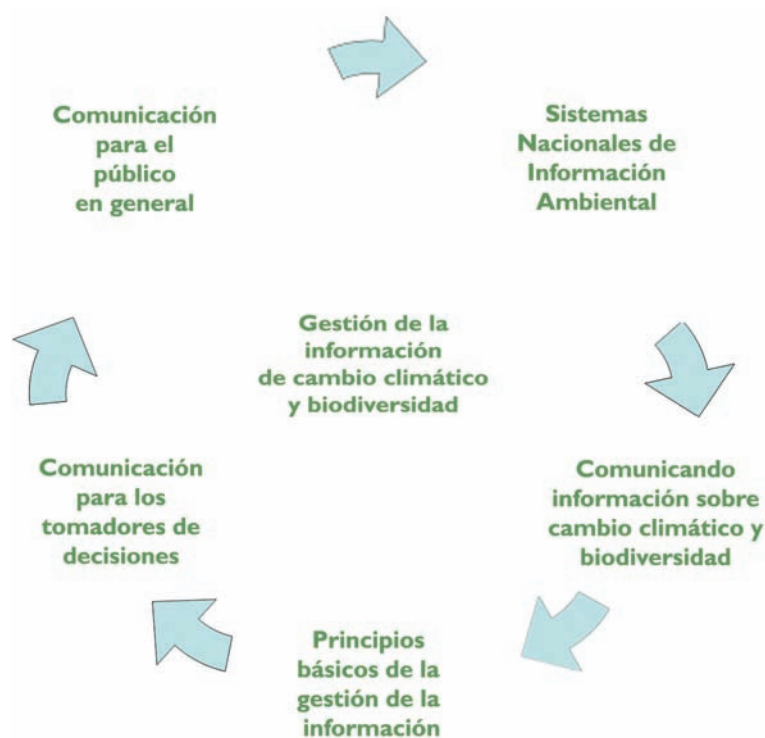 Comunicación
para el
público
en general
Sistemas
Nacionales de
Información
Ambiental
Gestión de la
información
de cambio climático
y biodiversidad
Comunicación
para los
tomadores de
decisiones
Comunicando
información sobre
cambio climático y
biodiversidad
Principios
básicos de la
gestión de la
información